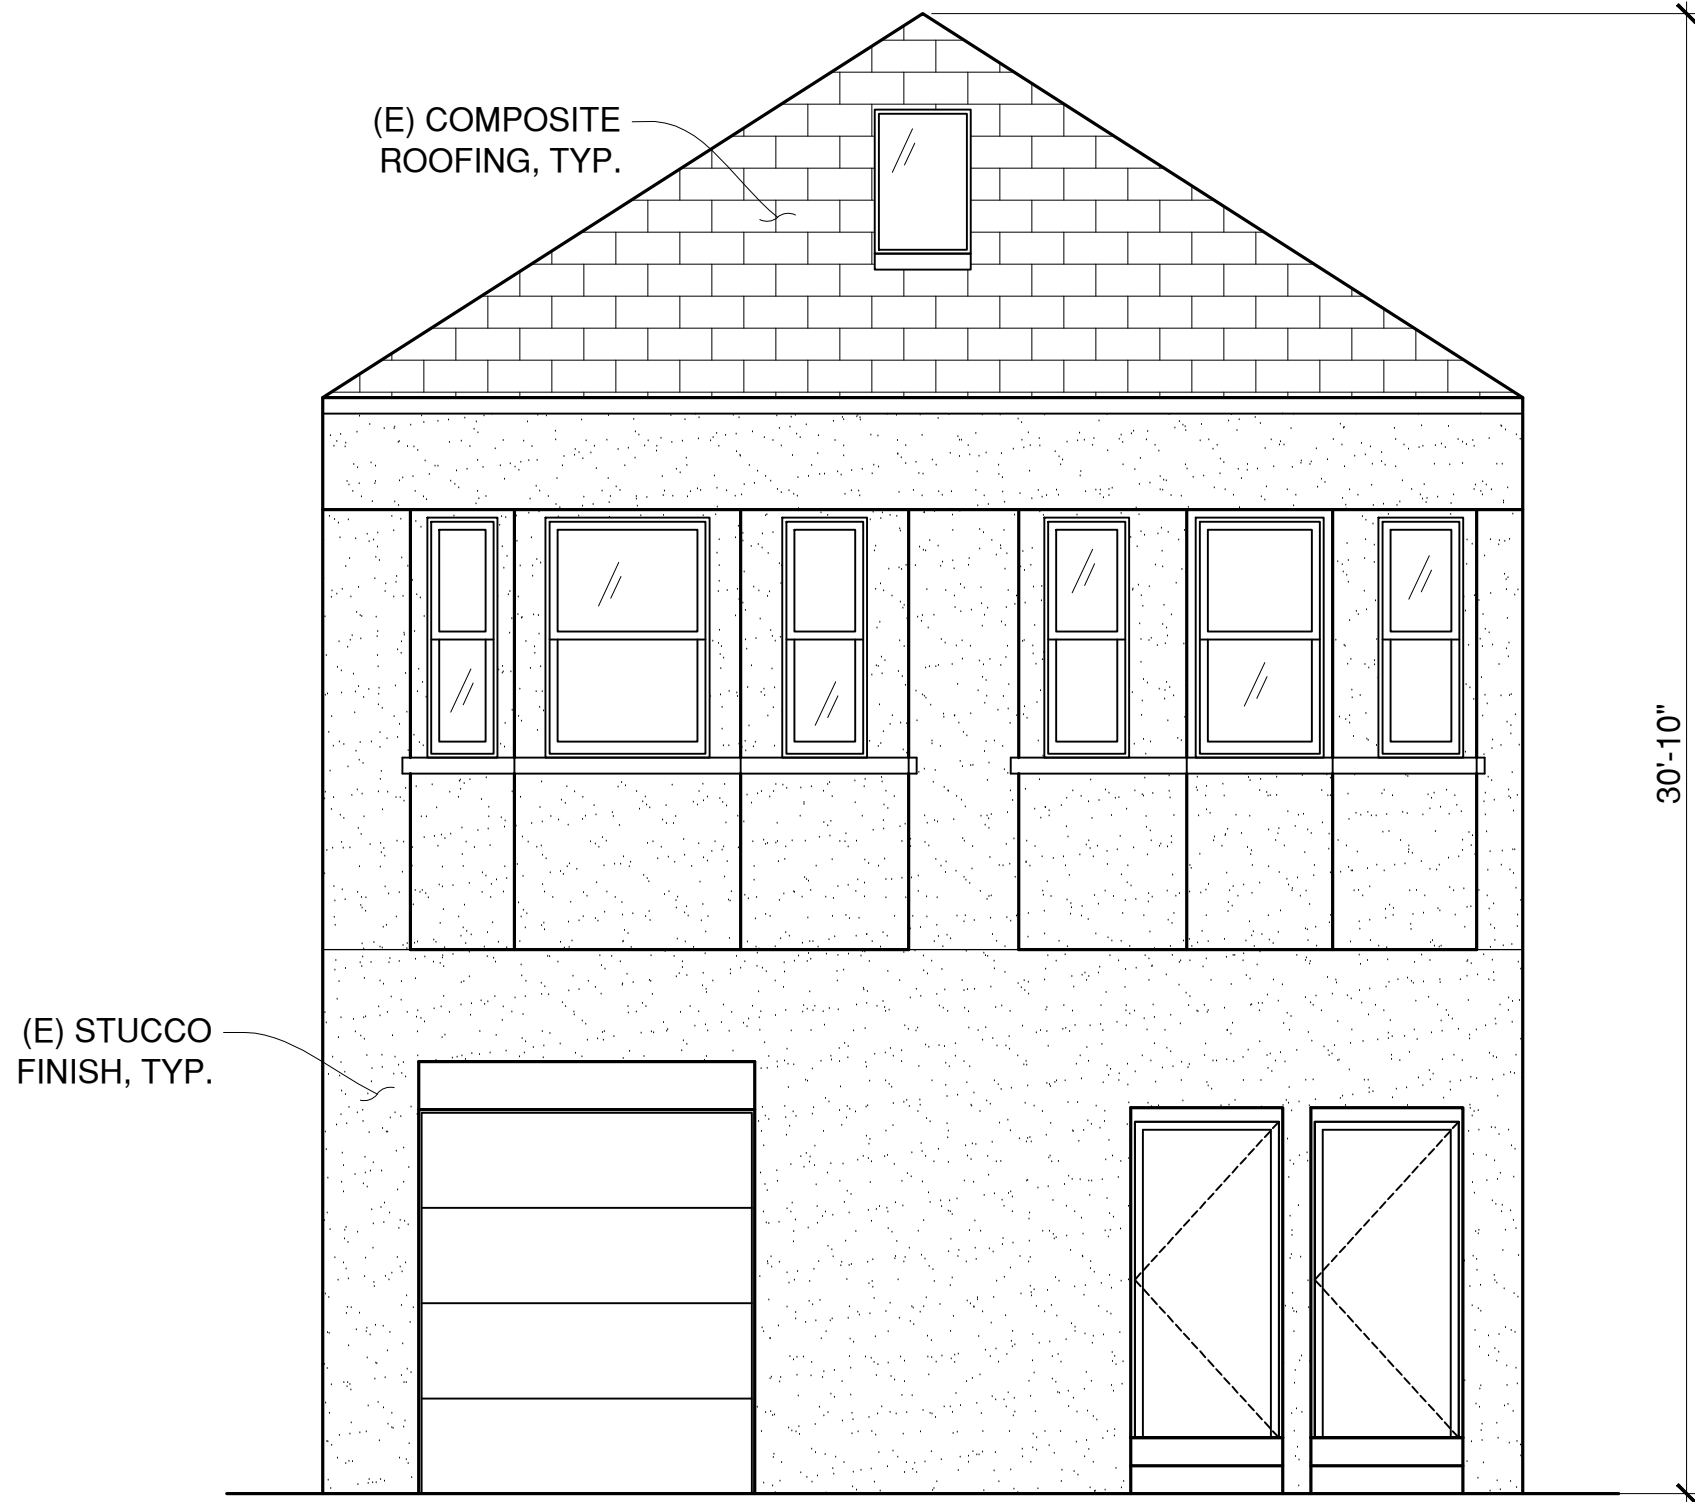 (E) COMPOSITE
ROOFING, TYP.
30'-10"
(E) STUCCO
FINISH, TYP.